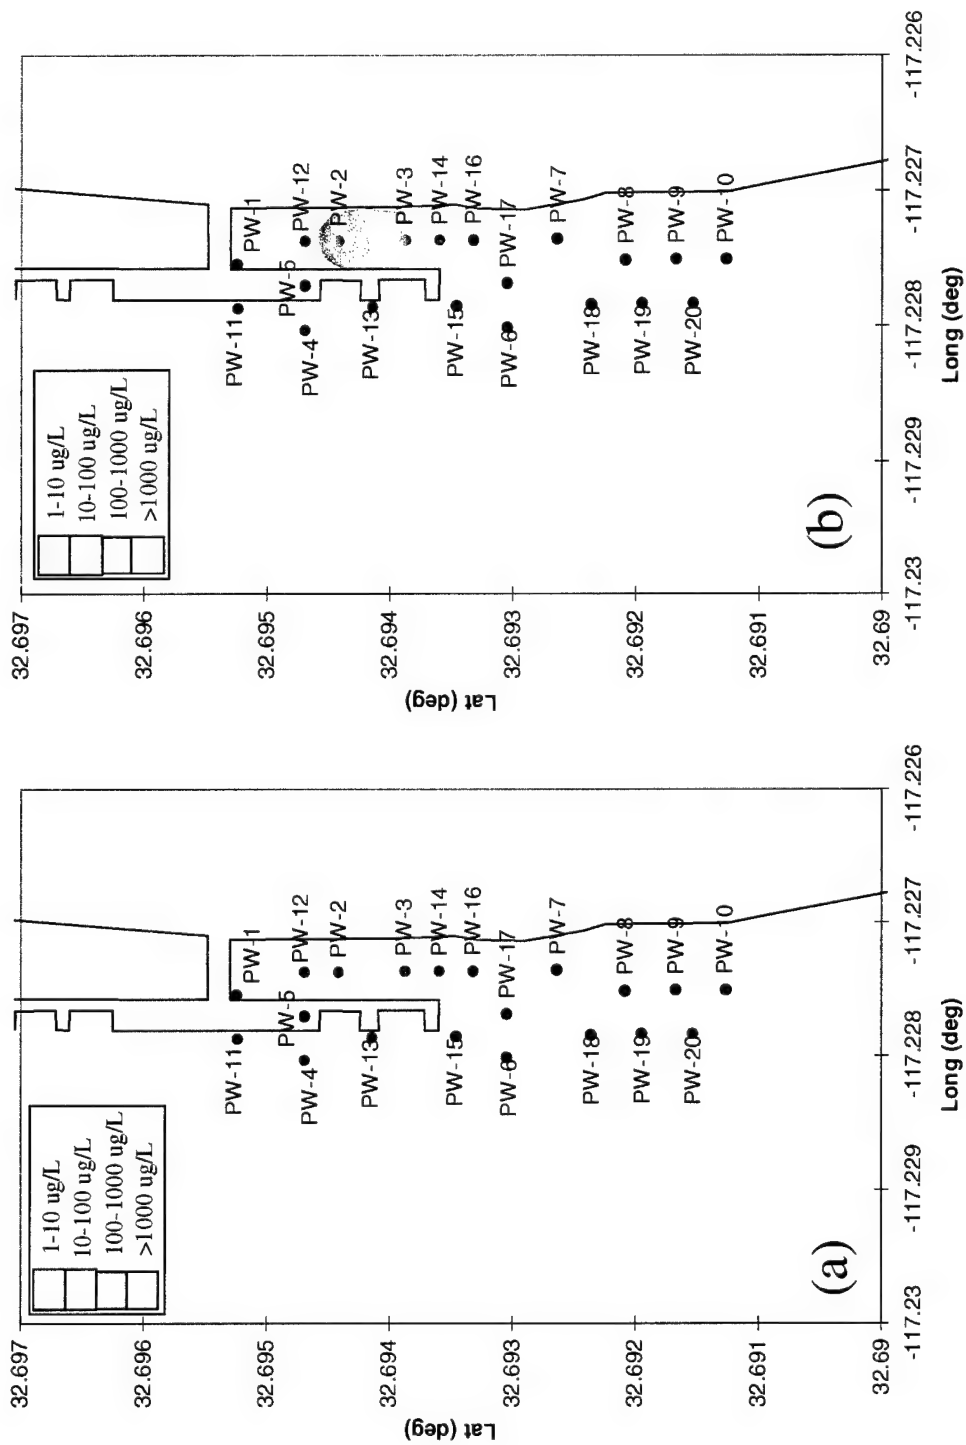 1-10 ug/L
10-100 ug/L
100-1000 ug/L
>1000 ug/L
32.697
32.696
32.695
32.694
32.693
32.692
32.691
32.69
Lat (deg)
-117.23
-117.229
-117.228
-117.227
-117.226
Long (deg)
PW-1
PW-11
PW-12
PW-5
PW-4
PW-2
PW-13
PW-3
PW-14
PW-15
PW-16
PW-17
PW-6
PW-7
PW-18
PW-8
PW-19
PW-9
PW-20
PW-10
(a)
1-10 ug/L
10-100 ug/L
100-1000 ug/L
>1000 ug/L
32.697
32.696
32.695
32.694
32.693
32.692
32.691
32.69
Lat (deg)
-117.23
-117.229
-117.228
-117.227
-117.226
Long (deg)
PW-1
PW-11
PW-12
PW-5
PW-4
PW-2
PW-13
PW-3
PW-14
PW-15
PW-16
PW-17
PW-6
PW-7
PW-18
PW-8
PW-19
PW-9
PW-20
PW-10
(b)